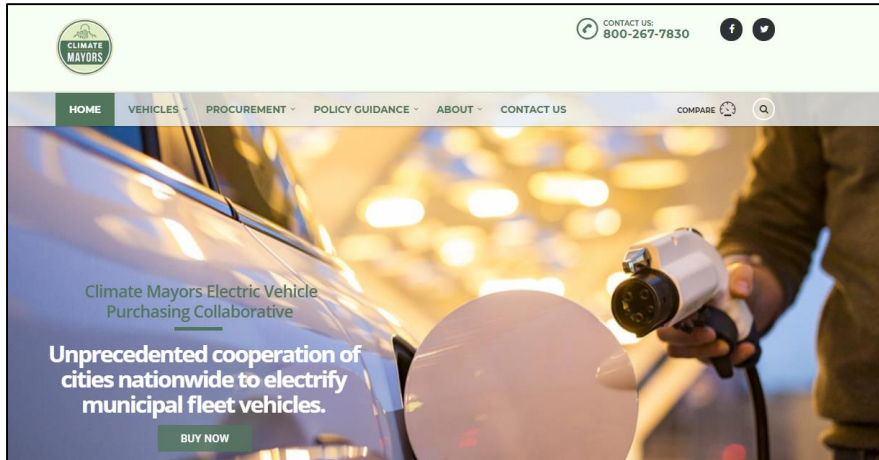 CLIMATE
MAYORS
CONTACT US:
800-267-7830
HOME VEHICLES PROCUREMENT POLICY GUIDANCE ABOUT CONTACT US COMPARE
Climate Mayors Electric Vehicle
Purchasing Collaborative
Unprecedented cooperation of
cities nationwide to electrify
municipal fleet vehicles.
BUY NOW